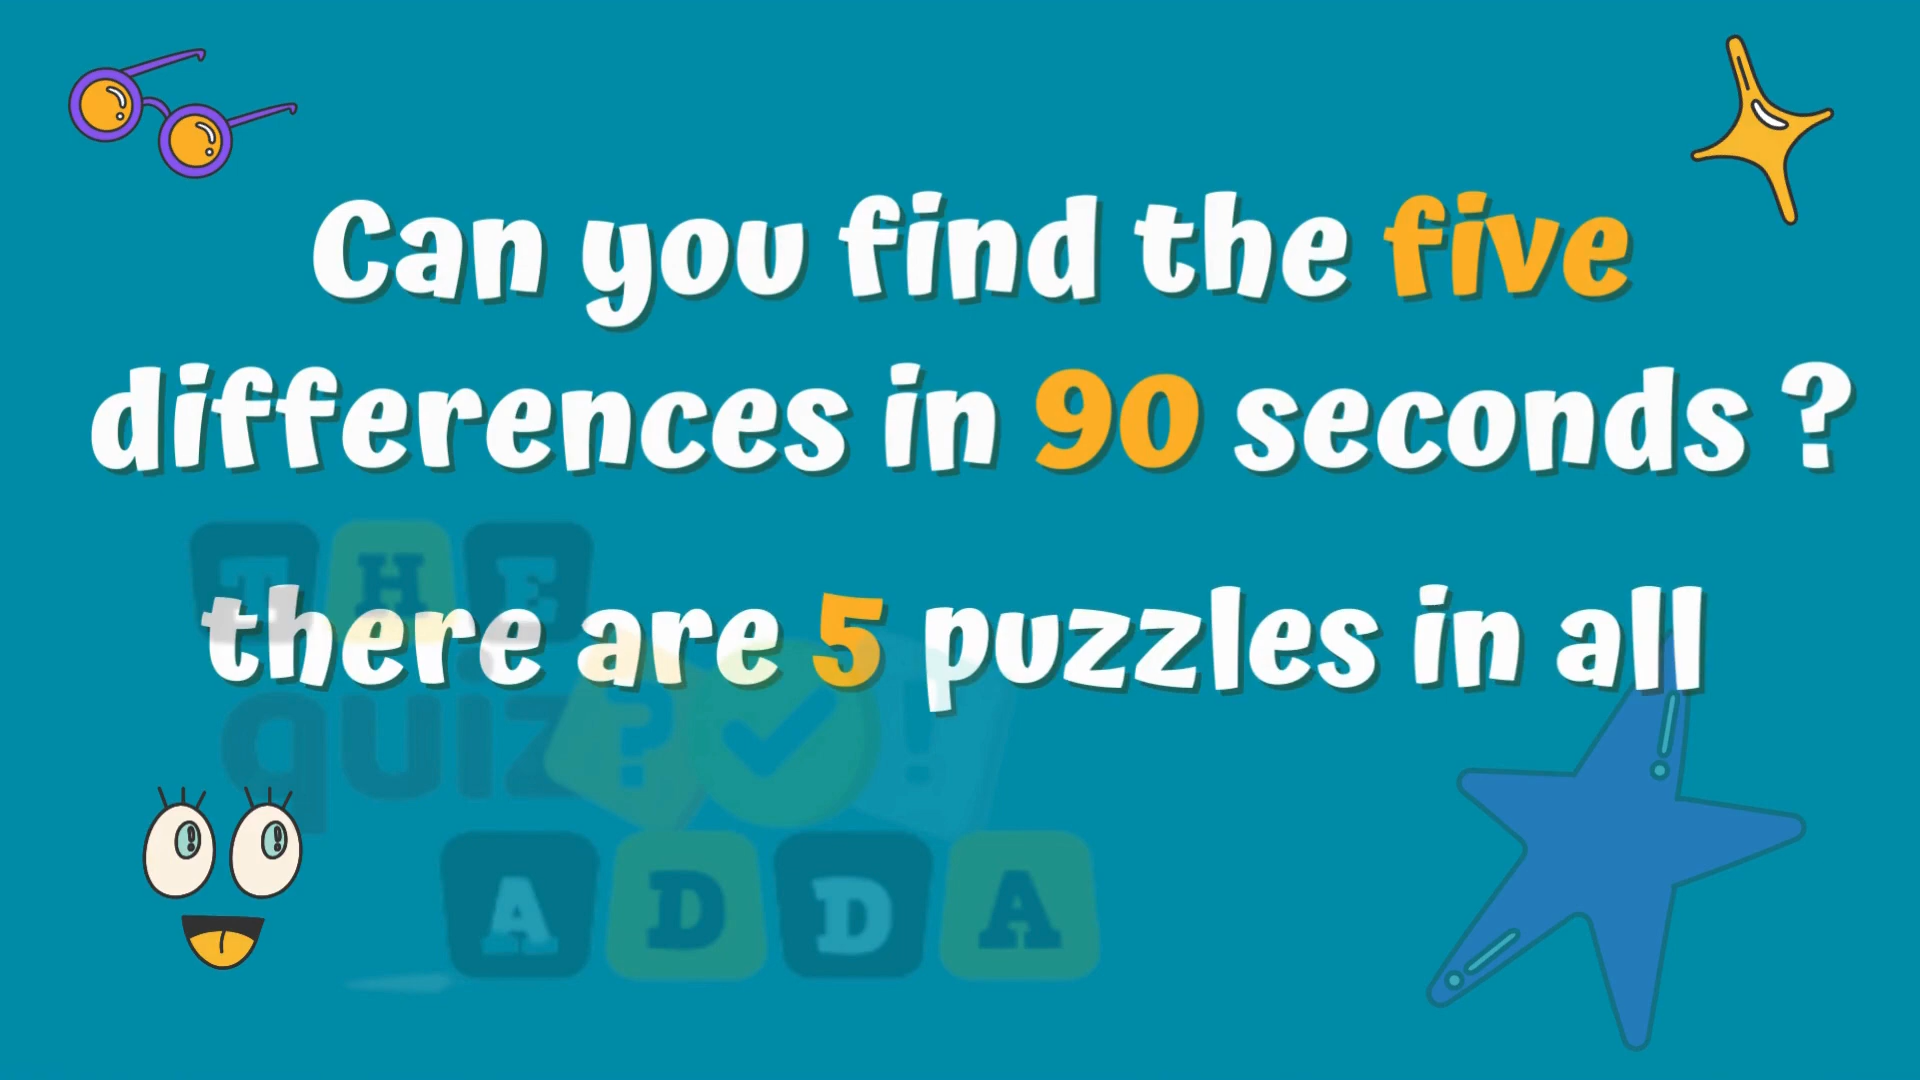 Can you find the five
differences in 90 seconds ?
THE
there are 5 puzzles in all
quiz ? !
ADDA